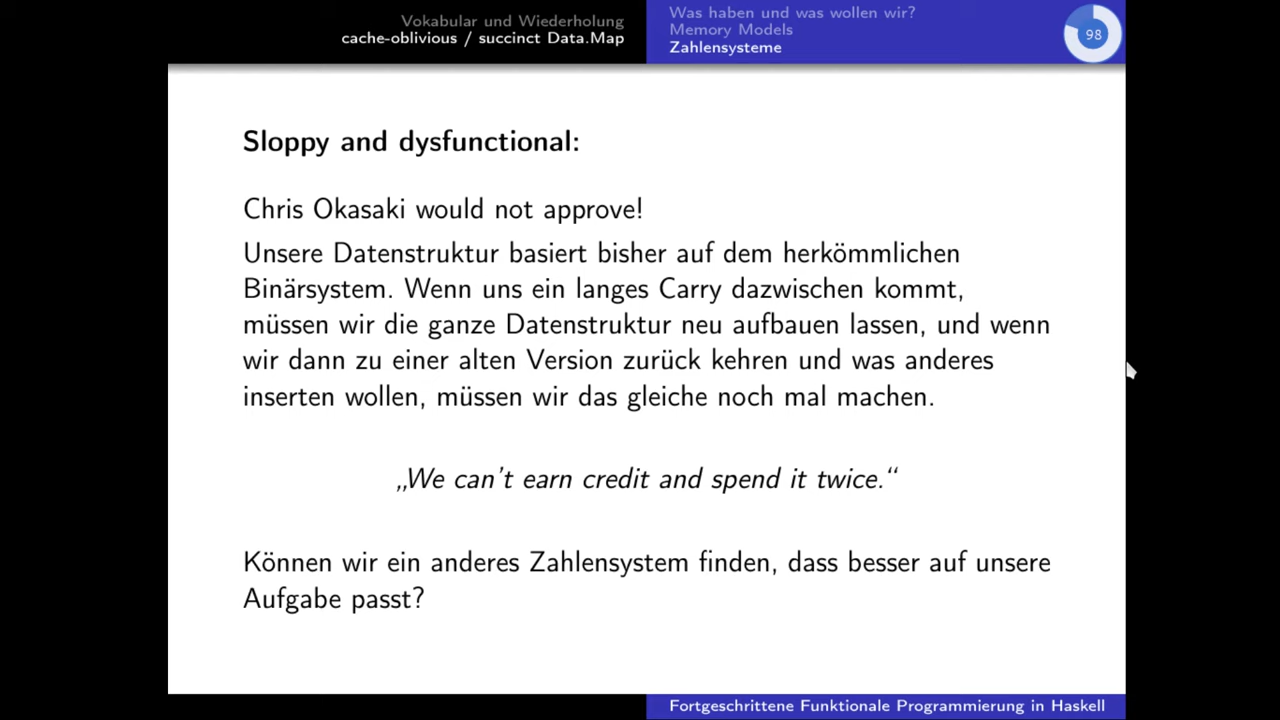 Vokabular und Wiederholung
cache-oblivious / succinct Data.Map
Was haben und was wollen wir?
Memory Models
Zahlensysteme
98
Sloppy and dysfunctional:
Chris Okasaki would not approve!
Unsere Datenstruktur basiert bisher auf dem herkömmlichen
Binärsystem. Wenn uns ein langes Carry dazwischen kommt,
müssen wir die ganze Datenstruktur neu aufbauen lassen, und wenn
wir dann zu einer alten Version zurück kehren und was anderes
inserten wollen, müssen wir das gleiche noch mal machen.
„We can't earn credit and spend it twice.“
Können wir ein anderes Zahlensystem finden, dass besser auf unsere
Aufgabe passt?
Fortgeschrittene Funktionale Programmierung in Haskell